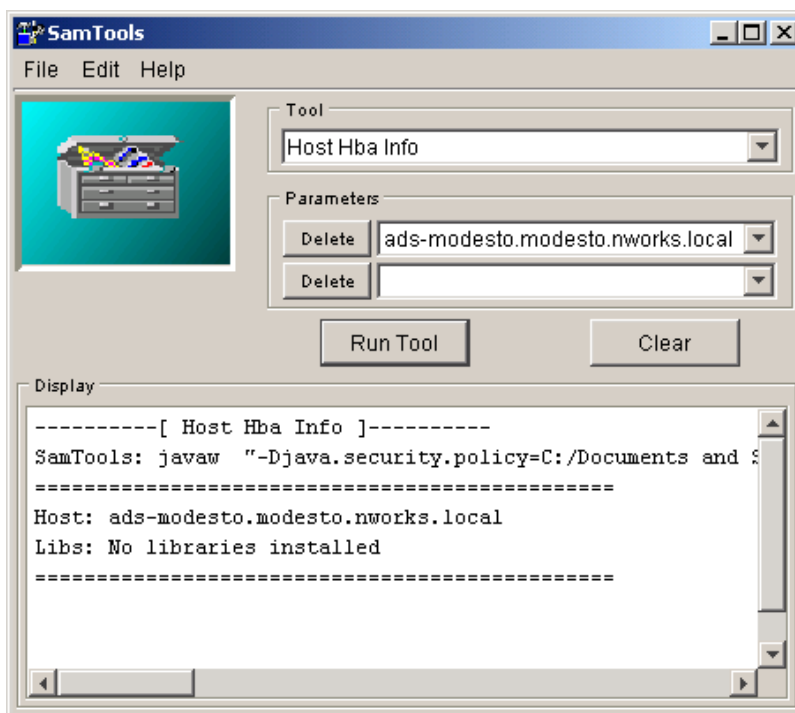 SamTools
File Edit Help
Tool
Host Hba Info
Parameters
Delete ads-modesto.modesto.nworks.local
Delete
Run Tool Clear
Display
----------[ Host Hba Info ]----------
SamTools: javaw "-Djava.security.policy=C:/Documents and
===============================================
Host: ads-modesto.modesto.nworks.local
Libs: No libraries installed
===============================================